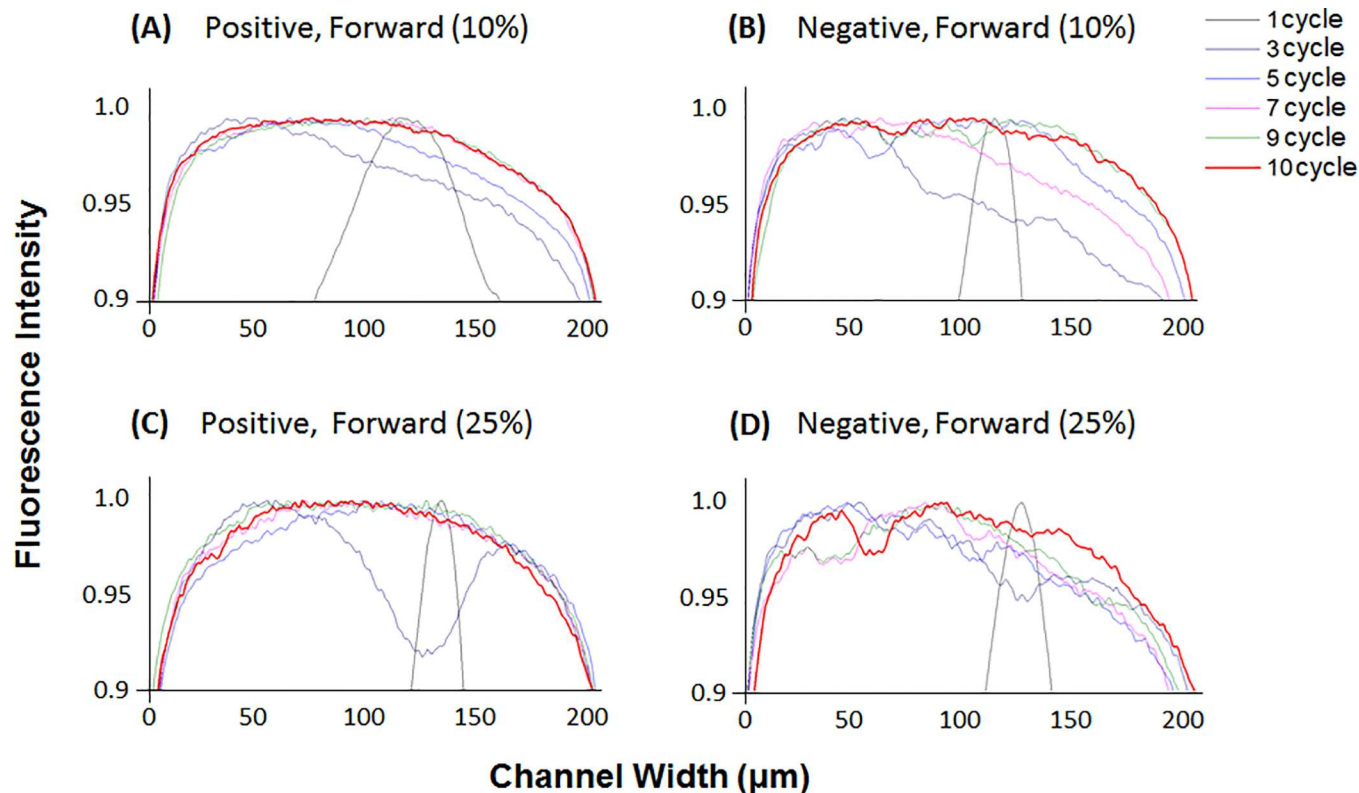 (A) Positive, Forward (10%)
(B) Negative, Forward (10%)
1 cycle
3 cycle
5 cycle
7 cycle
9 cycle
10 cycle
1.0
0.95
0.9
0 50 100 150 200
1.0
0.95
0.9
0 50 100 150 200
Fluorescence Intensity
(C) Positive, Forward (25%)
(D) Negative, Forward (25%)
1.0
0.95
0.9
0 50 100 150 200
1.0
0.95
0.9
0 50 100 150 200
Channel Width (μm)